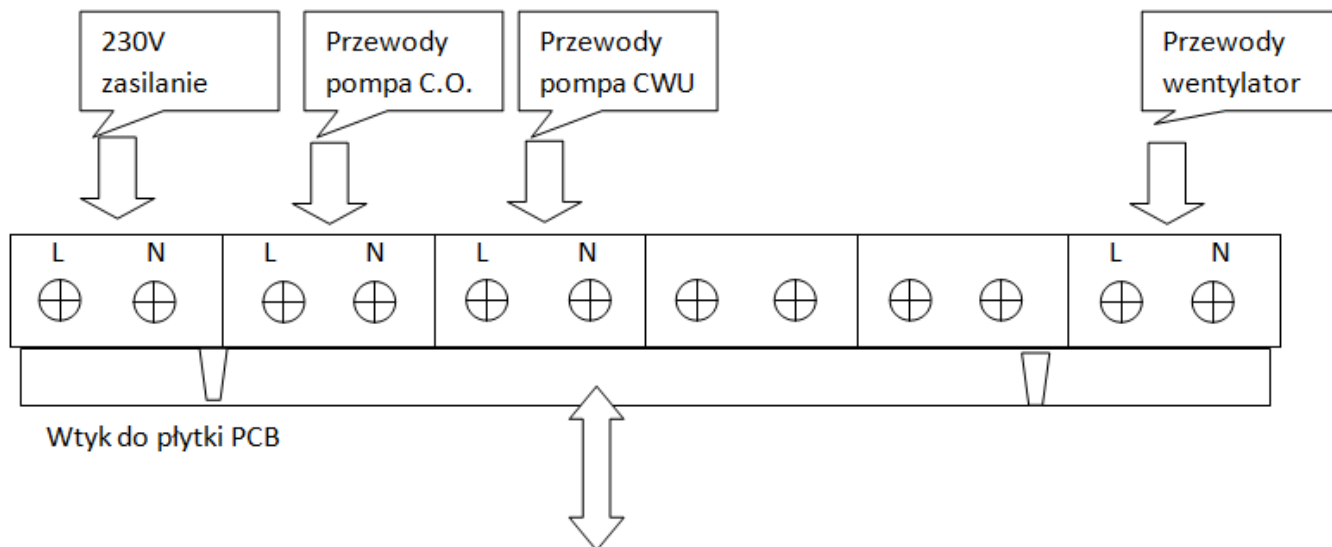 230V
zasilanie
Przewody
pompa C.O.
Przewody
pompa CWU
Przewody
wentylator
L N L N L N L N
Wtyk do płytki PCB